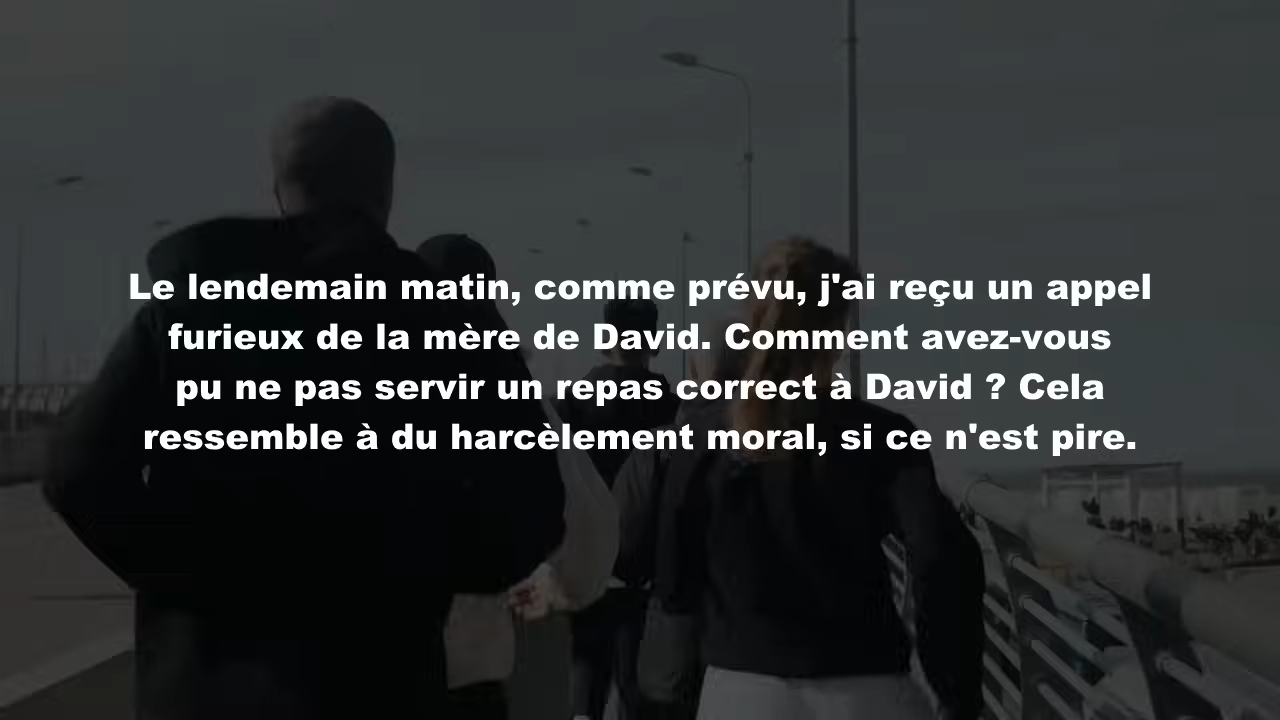 Le lendemain matin, comme prévu, j'ai reçu un appel
furieux de la mère de David. Comment avez-vous
pu ne pas servir un repas correct à David ? Cela
ressemble à du harcèlement moral, si ce n'est pire.